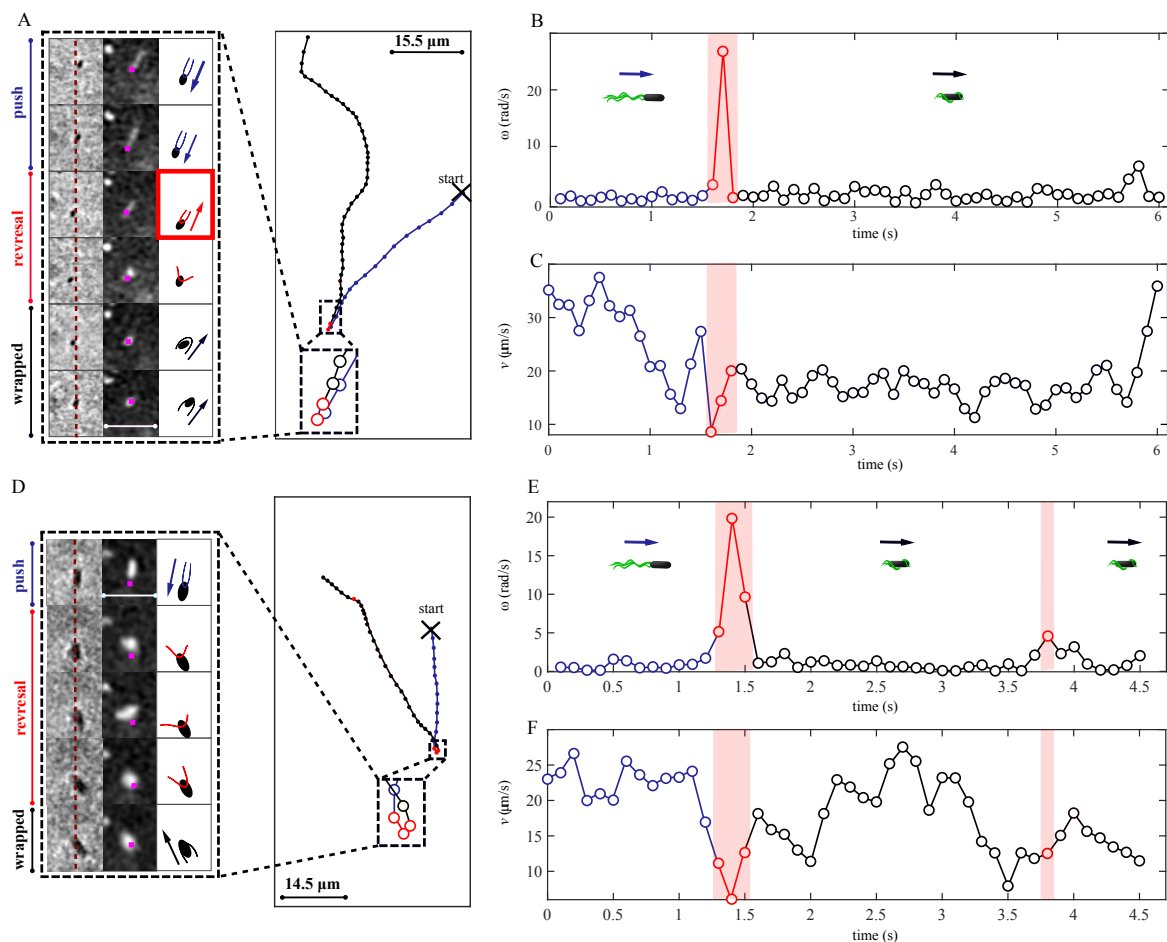 A
push
revresal
wrapped
15.5 μm
start
B
ω (rad/s)
20
10
0
0 1 2 3 4 5 6
time (s)
C
v (μm/s)
40
30
20
10
0 1 2 3 4 5 6
time (s)
D
push
revresal
wrapped
start
14.5 μm
E
ω (rad/s)
20
15
10
5
0
0 0.5 1 1.5 2 2.5 3 3.5 4 4.5
time (s)
F
v (μm/s)
25
20
15
10
0 0.5 1 1.5 2 2.5 3 3.5 4 4.5
time (s)